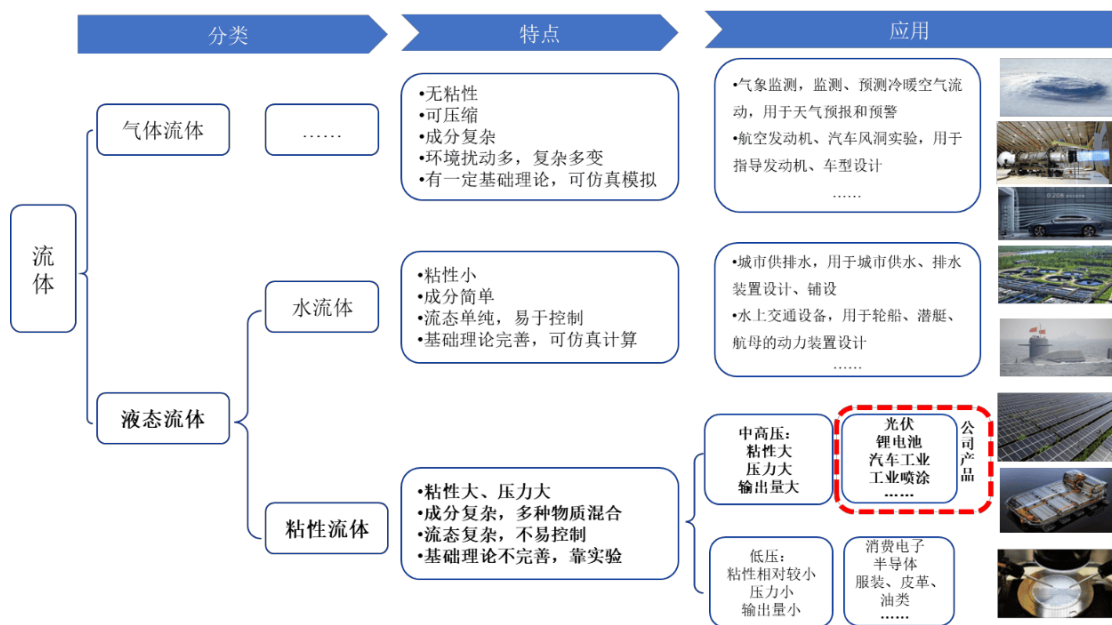 分类
特点
应用
流
体
气体流体
……
•无粘性
•可压缩
•成分复杂
•环境扰动多，复杂多变
•有一定基础理论，可仿真模拟
•气象监测，监测、预测冷暖空气流
动，用于天气预报和预警
•航空发动机、汽车风洞实验，用于
指导发动机、车型设计
……
液态流体
水流体
•粘性小
•成分简单
•流态单纯，易于控制
•基础理论完善，可仿真计算
•城市供排水，用于城市供水、排水
装置设计、铺设
•水上交通设备，用于轮船、潜艇、
航母的动力装置设计
……
粘性流体
•粘性大、压力大
•成分复杂，多种物质混合
•流态复杂，不易控制
•基础理论不完善，靠实验
中高压：
粘性大
压力大
输出量大
光伏
锂电池
汽车工业
工业喷涂
……
公司产品
低压：
粘性相对较小
压力小
输出量小
消费电子
半导体
服装、皮革、
油类
……